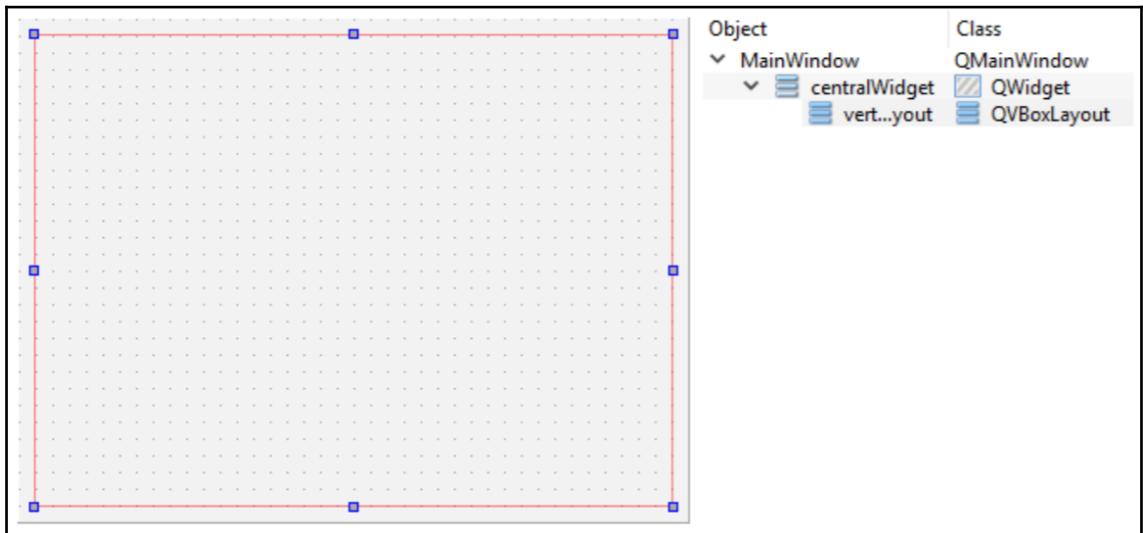 Object Class
MainWindow QMainWindow
centralWidget QWidget
vert...yout QVBoxLayout